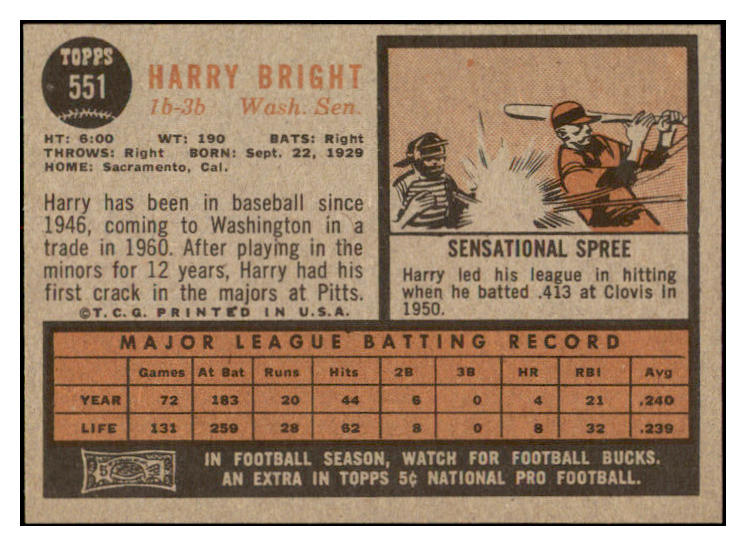 TOPPS
551
HARRY BRIGHT
1b-3b Wash. Sen.
HT: 6:00 WT: 190 BATS: Right
THROWS: Right BORN: Sept. 22, 1929
HOME: Sacramento, Cal.
Harry has been in baseball since
1946, coming to Washington in a
trade in 1960. After playing in the
minors for 12 years, Harry had his
first crack in the majors at Pitts.
©T.C.G. PRINTED IN U.S.A.
SENSATIONAL SPREE
Harry led his league in hitting
when he batted .413 at Clovis in
1950.
MAJOR LEAGUE BATTING RECORD
Games At Bat Runs Hits 2B 3B HR RBI Avg
YEAR 72 183 20 44 6 0 4 21 .240
LIFE 131 259 28 62 8 0 8 32 .239
IN FOOTBALL SEASON, WATCH FOR FOOTBALL BUCKS.
AN EXTRA IN TOPPS 5¢ NATIONAL PRO FOOTBALL.